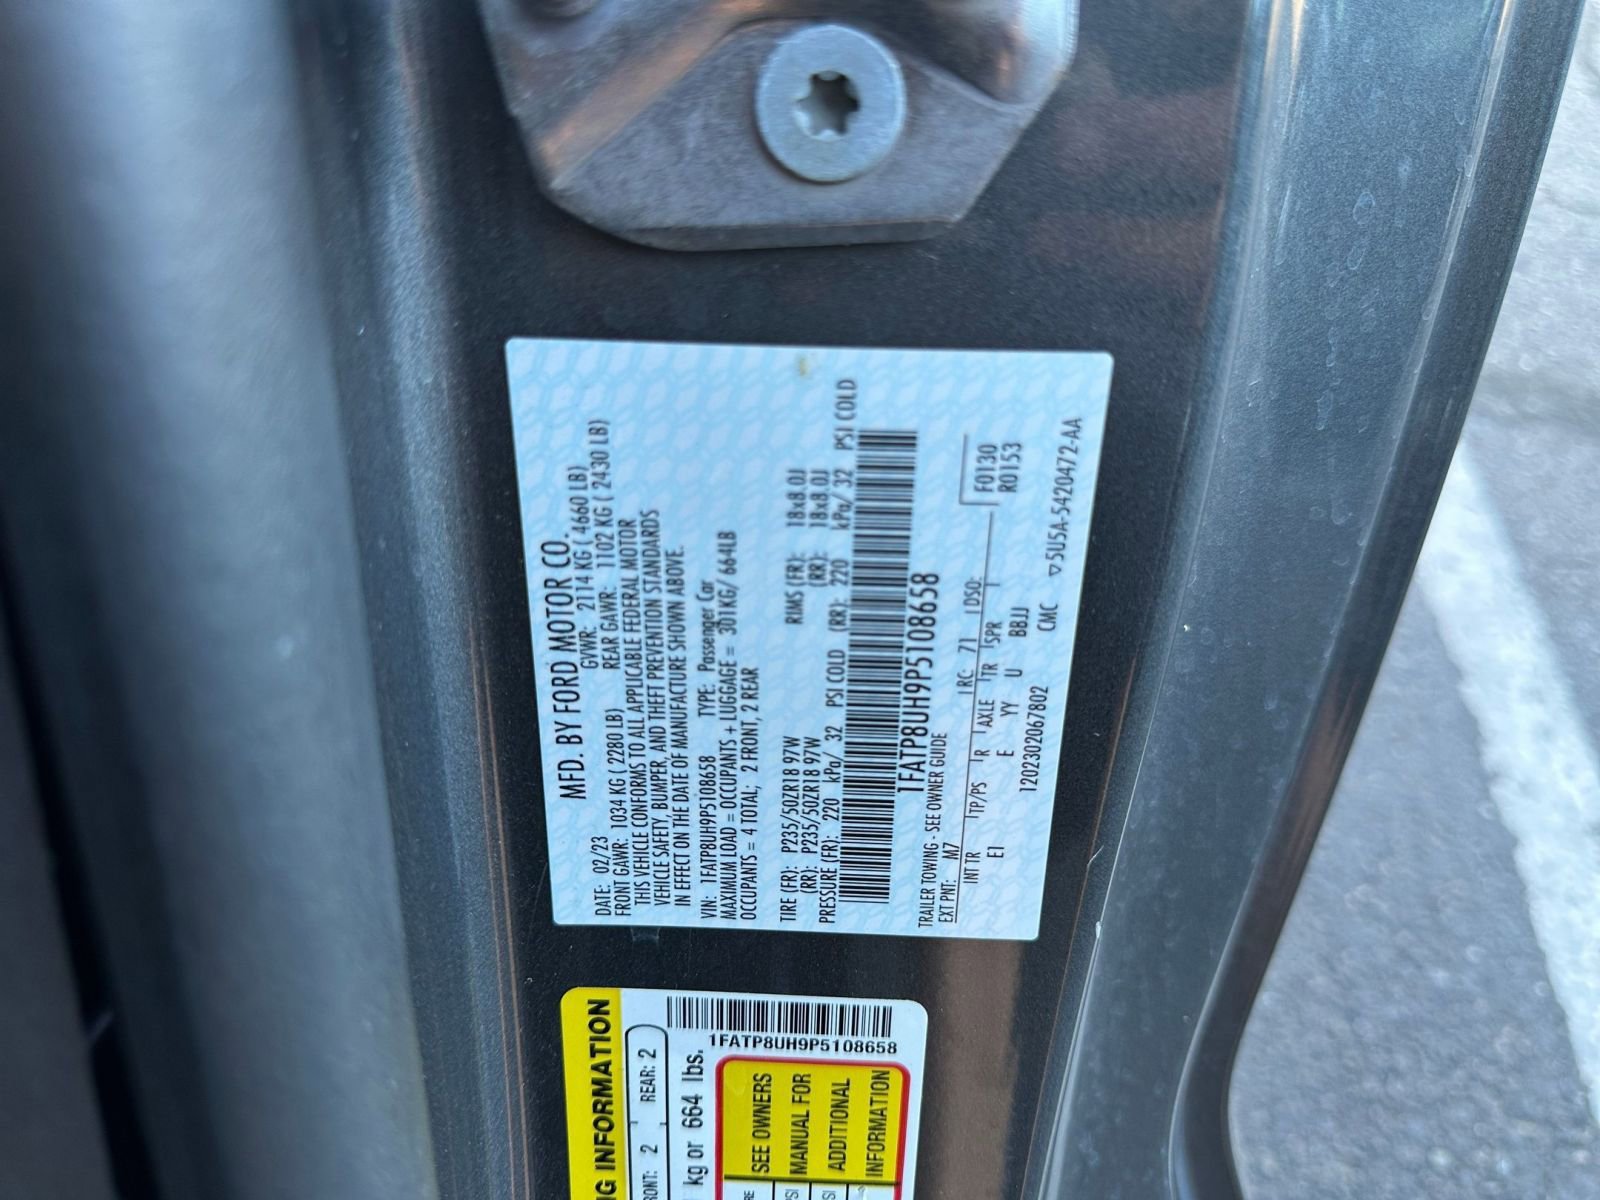 MFD. BY FORD MOTOR CO.
DATE: 02/23 GVWR: 2114 KG ( 4660 LB)
FRONT GAWR: 1034 KG ( 2280 LB) REAR GAWR: 1102 KG ( 2430 LB)
THIS VEHICLE CONFORMS TO ALL APPLICABLE FEDERAL MOTOR
VEHICLE SAFETY, BUMPER, AND THEFT PREVENTION STANDARDS
IN EFFECT ON THE DATE OF MANUFACTURE SHOWN ABOVE.
VIN: 1FATP8UH9P5108658 TYPE: Passenger Car
MAXIMUM LOAD = OCCUPANTS + LUGGAGE = 301KG/ 664LB
OCCUPANTS = 4 TOTAL; 2 FRONT, 2 REAR
TIRE (FR): P235/50ZR18 97W RIMS (FR): 18x8.0J
(RR): P235/50ZR18 97W (RR): 18x8.0J
PRESSURE (FR): 220 kPa/ 32 PSI COLD (RR): 220 kPa/ 32 PSI COLD
1FATP8UH9P5108658
TRAILER TOWING - SEE OWNER GUIDE
EXT PNT: M7 RC: 71 DSO: F0130
INT TR TP/PS R AXLE TR SPR R0153
E1 E YY U BBJJ
120230206​7802 CMC ▽5U5A-5420472-AA
NG INFORMATION
RONT: 2 REAR: 2
kg or 664 lbs.
1FATP8UH9P5108658
SEE OWNERS
MANUAL FOR
ADDITIONAL
INFORMATION